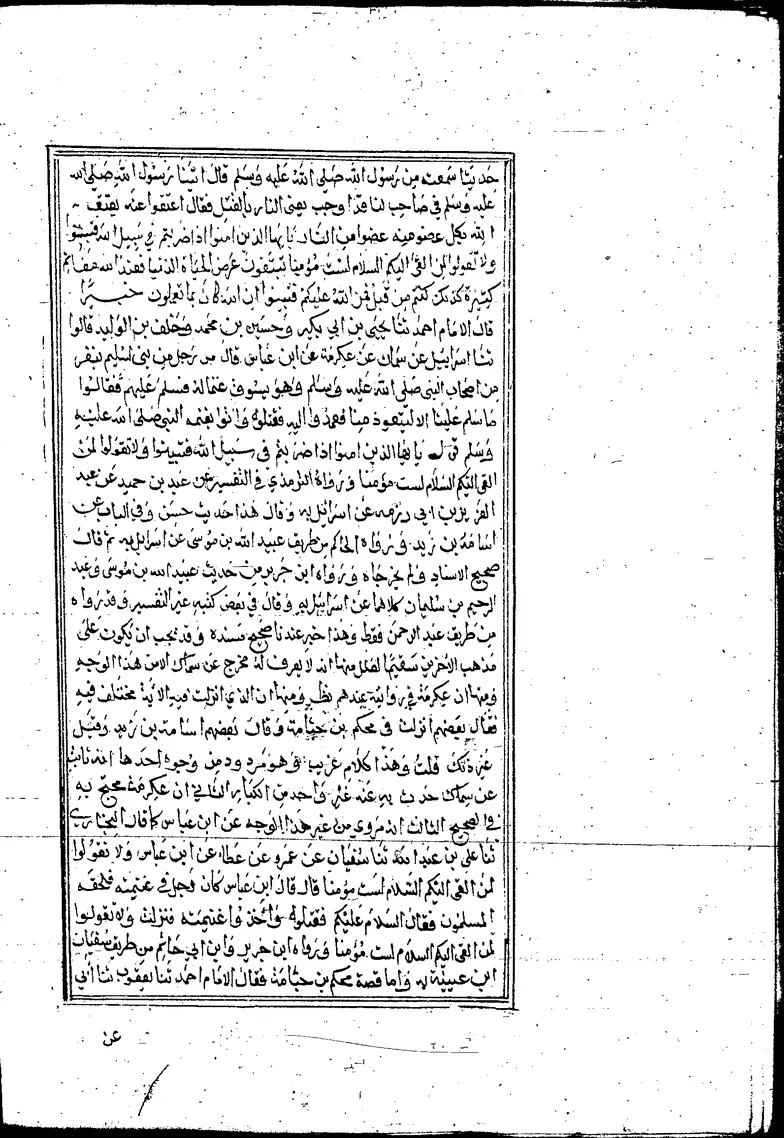 حدثنا سمعته من رسول الله صلى الله عليه وسلم قال اتينا رسول الله صلى الله
عليه وسلم في صاحب لنا قد اوجب يعني النار بالقتل فقال اعتقوا عنه يعتق
الله بكل عضو منه عضوا من النار يا ايها الذين امنوا اذا ضربتم في سبيل الله فتبينوا
ولا تقولوا لمن القى اليكم السلام لست مؤمنا تبتغون عرض الحياة الدنيا فعند الله مغانم
كثيرة كذلك كنتم من قبل فمن الله عليكم فتبينوا ان الله كان بما تعملون خبيرا
قال الامام احمد ثنا يحيى بن ابي بكير وحسين بن محمد وخلف بن الوليد قالوا
ثنا اسرائيل عن سماك عن عكرمة عن ابن عباس قال مر رجل من بني سليم بنفر
من اصحاب النبي صلى الله عليه وسلم وهو يسوق غنما له فسلم عليهم فقالوا
ما سلم علينا الا ليتعوذ منا فعمدوا اليه فقتلوه واتوا بغنمه النبي صلى الله عليه
وسلم يا يها الذين امنوا اذا ضربتم في سبيل الله فتبينوا ولا تقولوا لمن
القى اليكم السلام لست مؤمنا ورواه الترمذي في التفسير عن عبد بن حميد عن عبد
العزيز بن ابي رزمه عن اسرائيل به وقال هذا حديث حسن وفي الباب عن
اسامة بن زيد ورواه الحاكم من طريق عبيد الله بن موسى عن اسرائيل به ثم قال
صحيح الاسناد ولم يخرجاه ورواه ابن جرير من حديث عبيد الله بن موسى وعبد
الرحيم بن سليمان كلاهما عن اسرائيل به وقال في بعض كتبه غير التفسير وقد رواه
من طريق عبد الرحمن فقط وهذا خبر عندنا صحيح سنده وقد يجب ان يكون على
مذهب الاخرين سقيما لعلل منها انه لا يعرف له مخرج عن سماك الا من هذا الوجه
ومنها ان عكرمة في روايته عندهم نظر ومنها ان الذي انزلت فيه الاية مختلف فيه
فقال بعضهم انزلت في محكم بن جثامة وقال بعضهم اسامة بن زيد وقيل
غير ذلك قلت وهذا كلام غريب وهو مردود من وجوه احدها انه ثابت
عن سماك حدث به عنه غير واحد من الكبار الثاني ان عكرمة محتج به
في الصحيح الثالث انه مروي من غير هذا الوجه عن ابن عباس كما قال البخاري
ثنا علي بن عبد الله ثنا سفيان عن عمرو عن عطاء عن ابن عباس ولا تقولوا
لمن القى اليكم السلام لست مؤمنا قال قال ابن عباس كان رجل في غنيمته فلحقه
المسلمون فقال السلام عليكم فقتلوه واخذوا غنيمته فنزلت ولا تقولوا
لمن القى اليكم السلام لست مؤمنا ورواه ابن جرير وابن ابي حاتم من طريق سفيان
ابن عيينة به واما قصة محكم بن جثامة فقال الامام احمد ثنا يعقوب ثنا ابي
عن